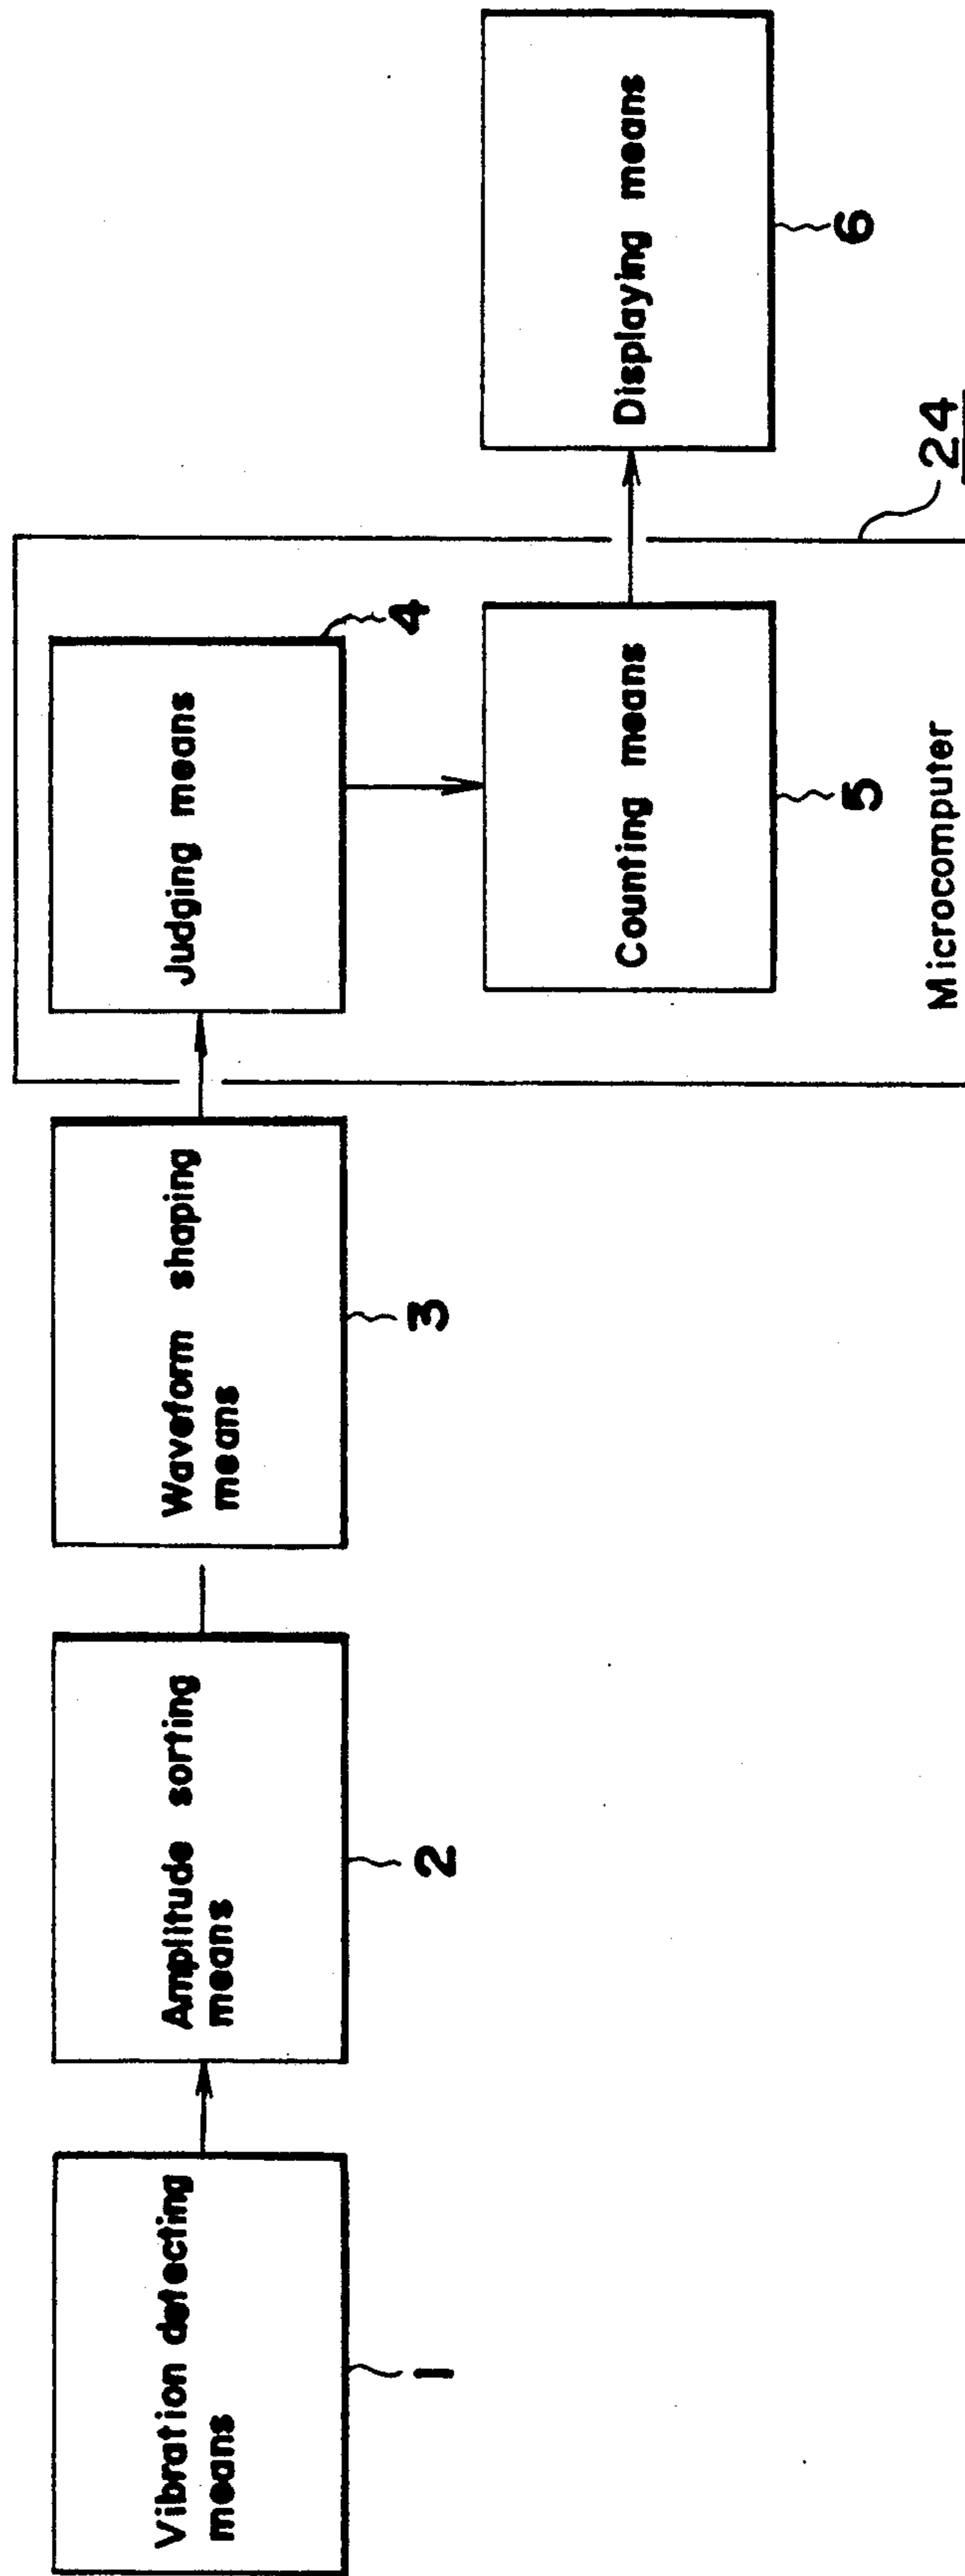 Vibration detecting
means
1
Amplitude sorting
means
2
Waveform shaping
means
3
Judging means
4
Counting means
5
Microcomputer
24
Displaying means
6